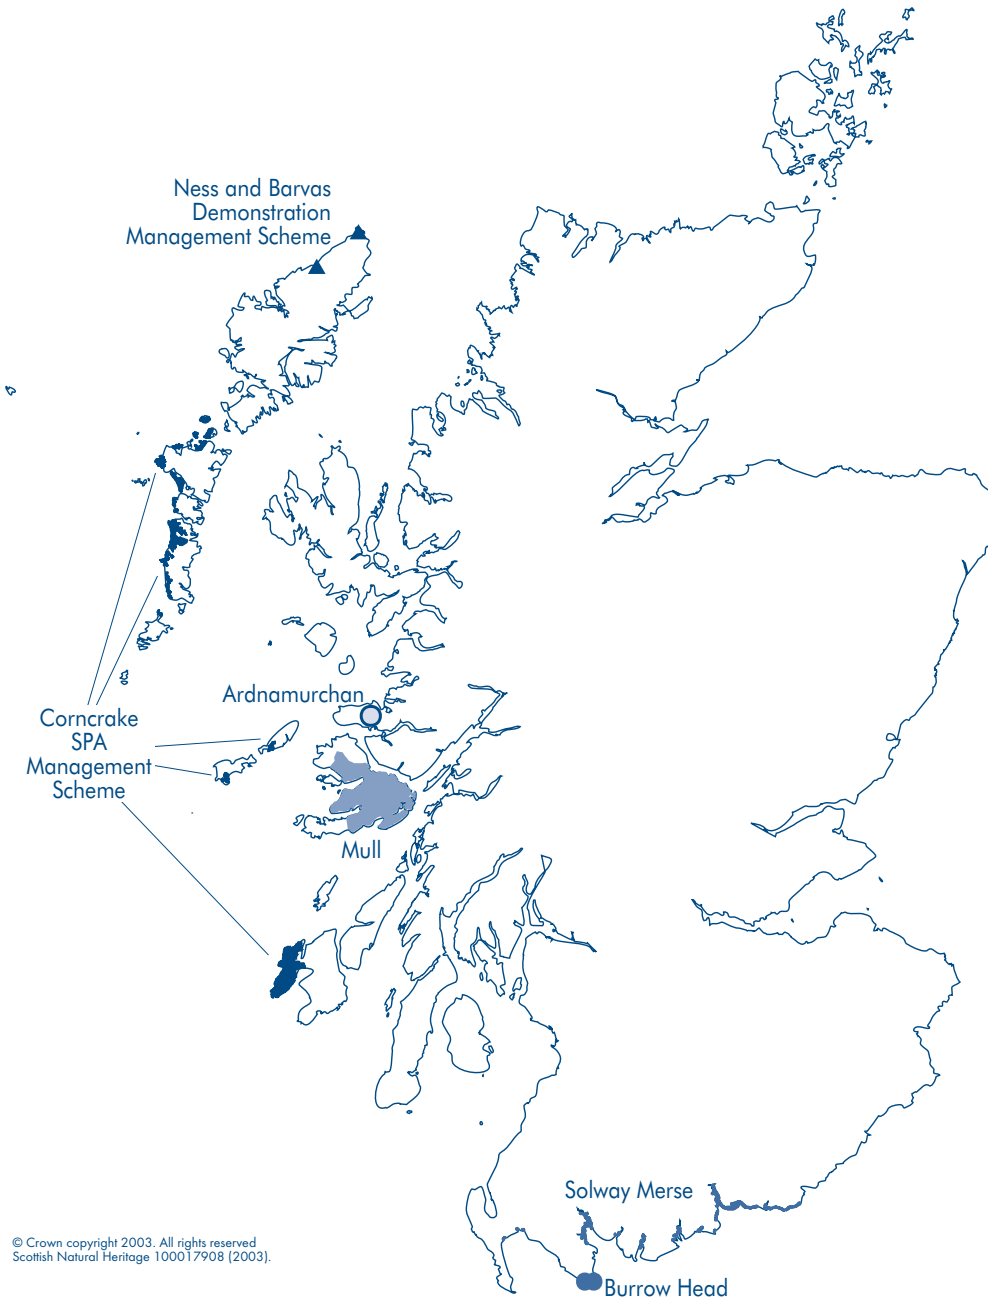 Ness and Barvas
Demonstration
Management Scheme
Ardnamurchan
Corncrake
SPA
Management
Scheme
Mull
Solway Merse
Burrow Head
© Crown copyright 2003. All rights reserved
Scottish Natural Heritage 100017908 (2003).